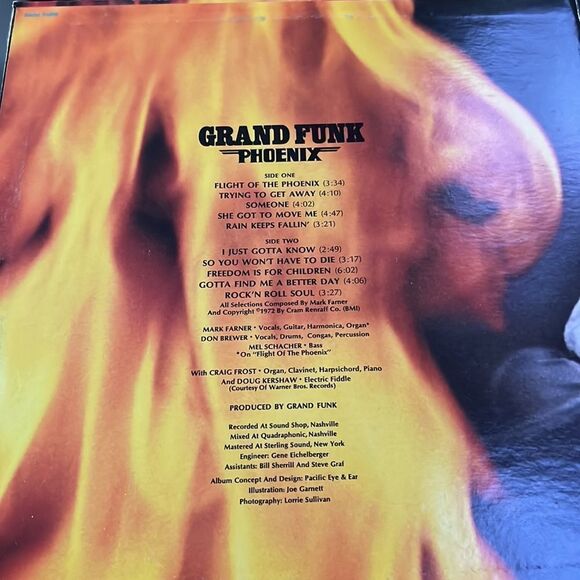 GRAND FUNK
PHOENIX
SIDE ONE
FLIGHT OF THE PHOENIX (3:34)
TRYING TO GET AWAY (4:10)
SOMEONE (4:02)
SHE GOT TO MOVE ME (4:47)
RAIN KEEPS FALLIN' (3:21)
SIDE TWO
I JUST GOTTA KNOW (2:49)
SO YOU WON'T HAVE TO DIE (3:17)
FREEDOM IS FOR CHILDREN (6:02)
GOTTA FIND ME A BETTER DAY (4:06)
ROCK'N ROLL SOUL (3:27)
All Selections Composed By Mark Farner
And Copyright ©1972 By Cram Renraff Co. (BMI)
MARK FARNER • Vocals, Guitar, Harmonica, Organ*
DON BREWER • Vocals, Drums, Congas, Percussion
MEL SCHACHER • Bass
*On "Flight Of The Phoenix"
With CRAIG FROST • Organ, Clavinet, Harpsichord, Piano
And DOUG KERSHAW • Electric Fiddle
(Courtesy Of Warner Bros. Records)
PRODUCED BY GRAND FUNK
Recorded At Sound Shop, Nashville
Mixed At Quadraphonic, Nashville
Mastered At Sterling Sound, New York
Engineer: Gene Eichelberger
Assistants: Bill Sherrill And Steve Graf
Album Concept And Design: Pacific Eye & Ear
Illustration: Joe Garnett
Photography: Lorrie Sullivan